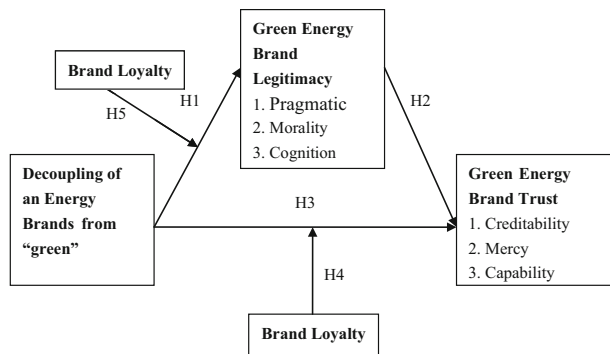 Green Energy
Brand
Legitimacy
1. Pragmatic
2. Morality
3. Cognition
Brand Loyalty
H1
H5
H2
Decoupling of
an Energy
Brands from
“green”
H3
Green Energy
Brand Trust
1. Creditability
2. Mercy
3. Capability
H4
Brand Loyalty